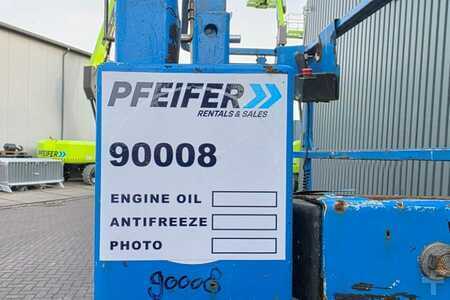 PFEIFER
RENTALS & SALES
90008
ENGINE OIL
ANTIFREEZE
PHOTO
90008